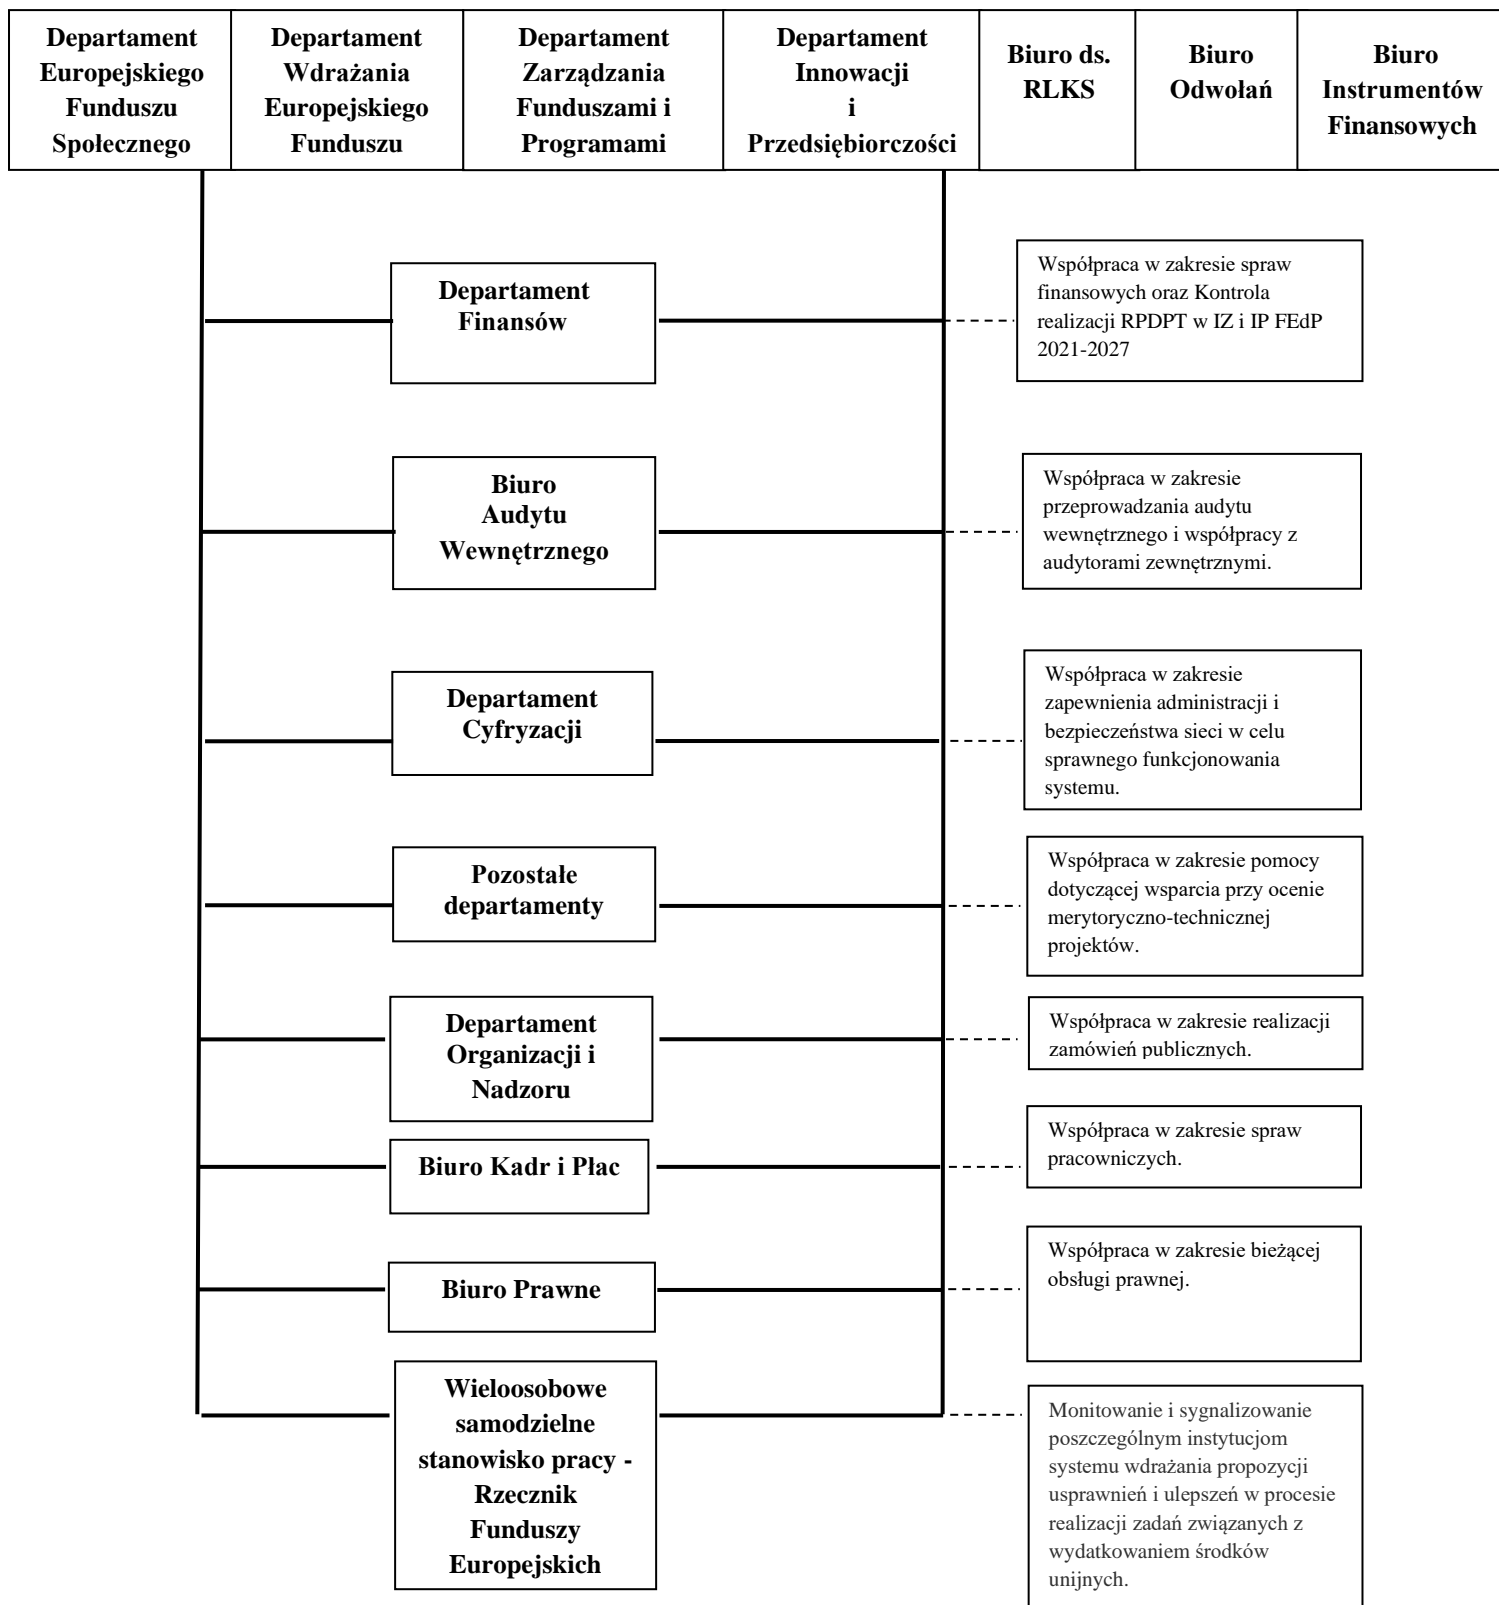 Departament
Europejskiego
Funduszu
Społecznego
Departament
Wdrażania
Europejskiego
Funduszu
Departament
Zarządzania
Funduszami i
Programami
Departament
Innowacji
i
Przedsiębiorczości
Biuro ds.
RLKS
Biuro
Odwołań
Biuro
Instrumentów
Finansowych
Departament
Finansów
Współpraca w zakresie spraw
finansowych oraz Kontrola
realizacji RPDPT w IZ i IP FEdP
2021-2027
Biuro
Audytu
Wewnętrznego
Współpraca w zakresie
przeprowadzania audytu
wewnętrznego i współpracy z
audytorami zewnętrznymi.
Departament
Cyfryzacji
Współpraca w zakresie
zapewnienia administracji i
bezpieczeństwa sieci w celu
sprawnego funkcjonowania
systemu.
Pozostałe
departamenty
Współpraca w zakresie pomocy
dotyczącej wsparcia przy ocenie
merytoryczno-technicznej
projektów.
Departament
Organizacji i
Nadzoru
Współpraca w zakresie realizacji
zamówień publicznych.
Biuro Kadr i Płac
Współpraca w zakresie spraw
pracowniczych.
Biuro Prawne
Współpraca w zakresie bieżącej
obsługi prawnej.
Wieloosobowe
samodzielne
stanowisko pracy -
Rzecznik
Funduszy
Europejskich
Monitowanie i sygnalizowanie
poszczególnym instytucjom
systemu wdrażania propozycji
usprawnień i ulepszeń w procesie
realizacji zadań związanych z
wydatkowaniem środków
unijnych.